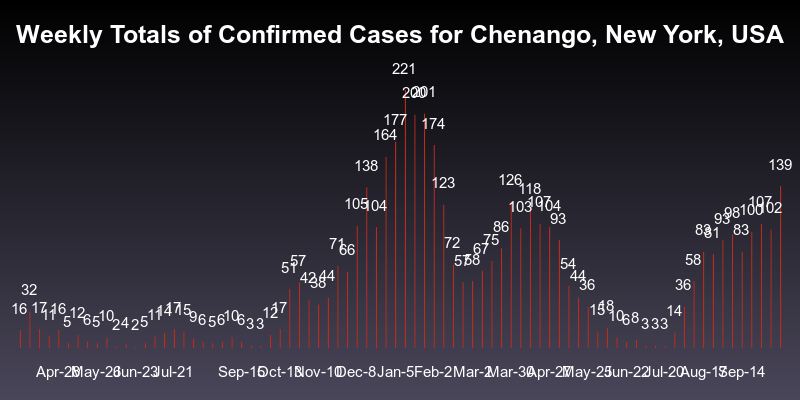 Weekly Totals of Confirmed Cases for Chenango, New York, USA
16 32 17 11 16 5 12 6 5 10 2 4 2 5 11 14 17 15 9 6 5 6 10 6 3 3 12 17 51 57 42 38 44 71 66 105 138 104 164 177 221 200 201 174 123 72 57 58 67 75 86 126 103 118 107 104 93 54 44 36 15 18 10 6 8 3 3 3 14 36 58 83 81 93 98 83 100 107 102 139
Apr-28 May-26 Jun-23 Jul-21 Sep-15 Oct-13 Nov-10 Dec-8 Jan-5 Feb-2 Mar-2 Mar-30 Apr-27 May-25 Jun-22 Jul-20 Aug-17 Sep-14